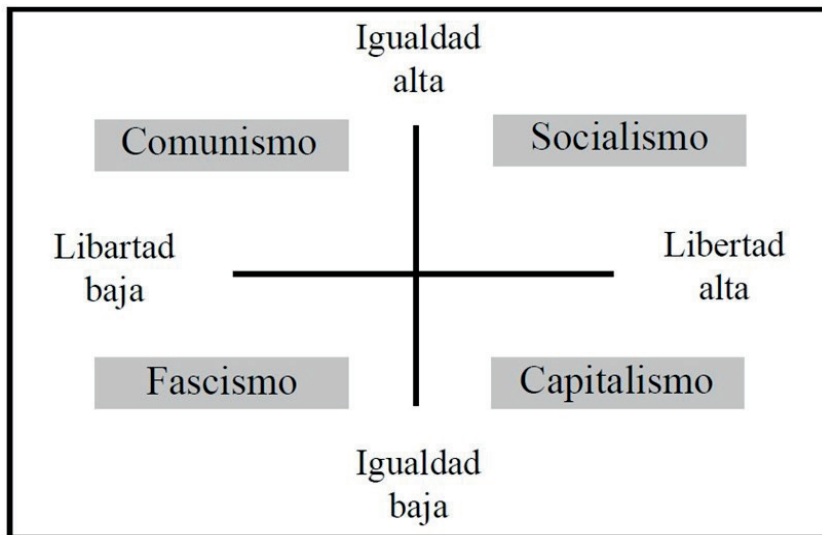 Igualdad
alta
Comunismo
Socialismo
Libartad
baja
Libertad
alta
Fascismo
Capitalismo
Igualdad
baja